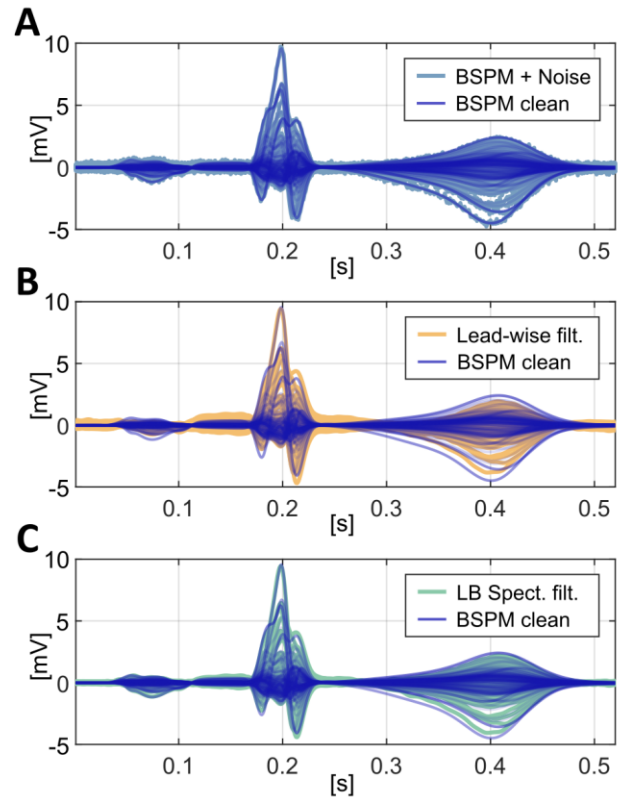 A
10
5
0
-5
[mV]
BSPM + Noise
BSPM clean
0.1 0.2 0.3 0.4 0.5
[s]
B
10
5
0
-5
[mV]
Lead-wise filt.
BSPM clean
0.1 0.2 0.3 0.4 0.5
[s]
C
10
5
0
-5
[mV]
LB Spect. filt.
BSPM clean
0.1 0.2 0.3 0.4 0.5
[s]